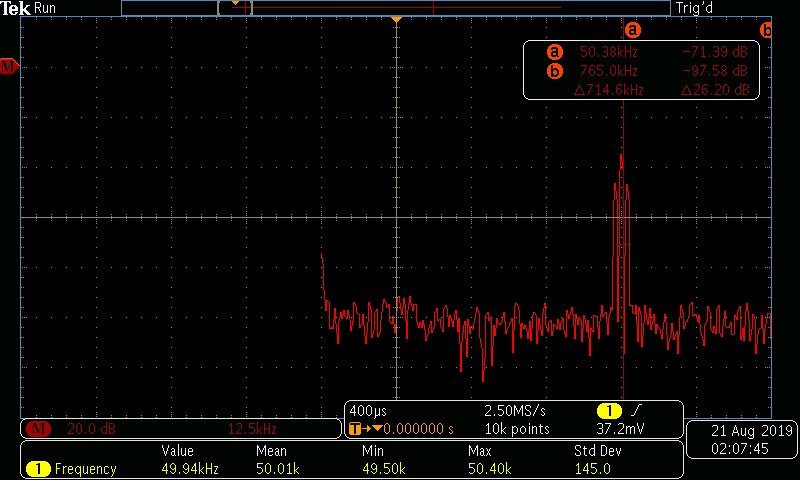 Tek Run Trig'd
a b
a 50.38kHz -71.39 dB
b 765.0kHz -97.58 dB
△714.6kHz △26.20 dB
M
M 20.0 dB 12.5kHz
400µs 2.50MS/s 1
T 0.000000 s 10k points 37.2mV
Value Mean Min Max Std Dev
1 Frequency 49.94kHz 50.01k 49.50k 50.40k 145.0
21 Aug 2019
02:07:45